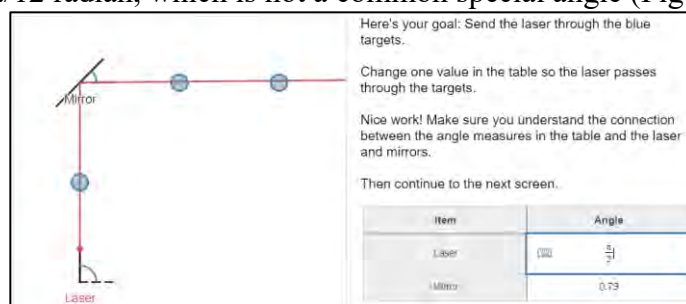 12 radian, which is not a common special angle (Fig
Here's your goal: Send the laser through the blue
targets.
Change one value in the table so the laser passes
through the targets.
Nice work! Make sure you understand the connection
between the angle measures in the table and the laser
and mirrors.
Then continue to the next screen.
Mirror
Laser
Item Angle
Laser π/2
Mirror 0.79